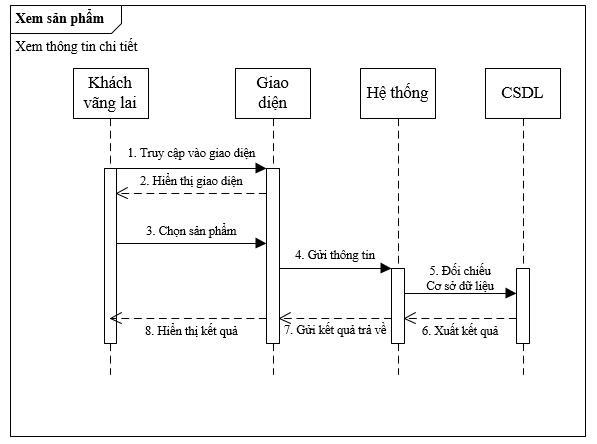 Xem sản phẩm
Xem thông tin chi tiết
Khách
vãng lai
Giao
diện
Hệ thống
CSDL
1. Truy cập vào giao diện
2. Hiển thị giao diện
3. Chọn sản phẩm
4. Gửi thông tin
5. Đối chiếu
Cơ sở dữ liệu
8. Hiển thị kết quả
7. Gửi kết quả trả về
6. Xuất kết quả